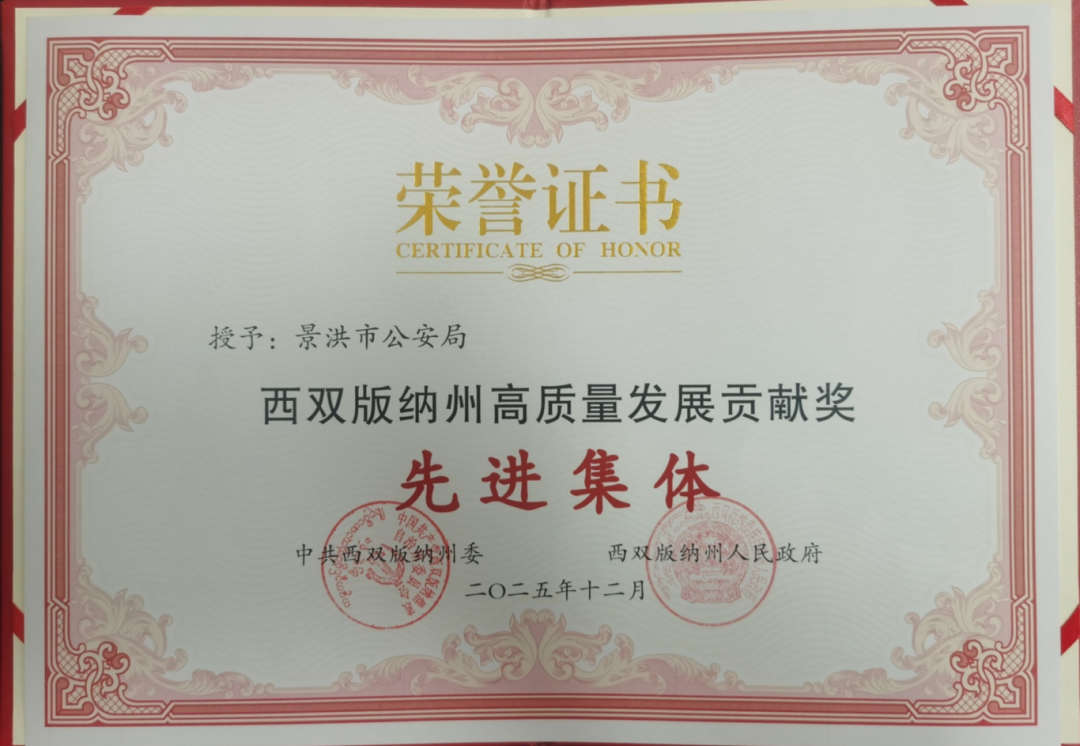 荣誉证书
CERTIFICATE OF HONOR
授予：景洪市公安局
西双版纳州高质量发展贡献奖
先进集体
中共西双版纳州委 西双版纳州人民政府
二〇二五年十二月